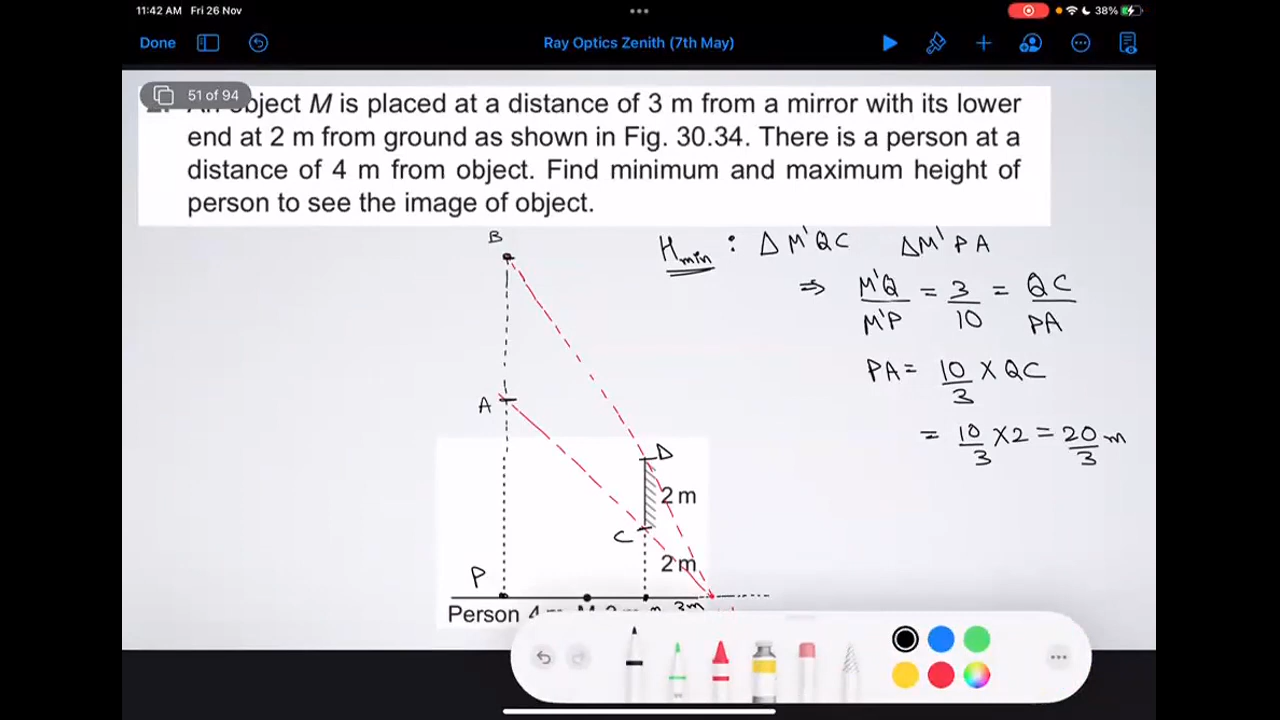 11:42 AM Fri 26 Nov
38%
Done
Ray Optics Zenith (7th May)
51 of 94
object M is placed at a distance of 3 m from a mirror with its lower
end at 2 m from ground as shown in Fig. 30.34. There is a person at a
distance of 4 m from object. Find minimum and maximum height of
person to see the image of object.
B
Hmin : Δ M'QC Δ M'PA
⇒ M'Q/M'P = 3/10 = QC/PA
PA = 10/3 × QC
= 10/3 × 2 = 20/3 m
A
D
2 m
C
2 m
P
Person 4 m M 3m